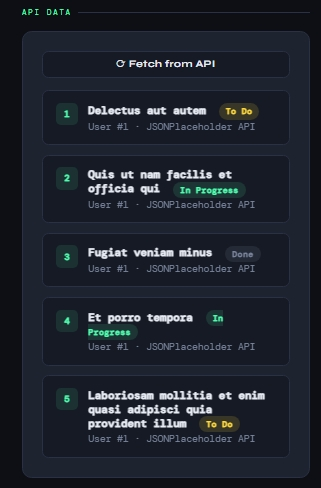 API DATA
⟳ Fetch from API
1 Delectus aut autem To Do
User #1 · JSONPlaceholder API
2 Quis ut nam facilis et
officia qui In Progress
User #1 · JSONPlaceholder API
3 Fugiat veniam minus Done
User #1 · JSONPlaceholder API
4 Et porro tempora In
Progress
User #1 · JSONPlaceholder API
5 Laboriosam mollitia et enim
quasi adipisci quia
provident illum To Do
User #1 · JSONPlaceholder API